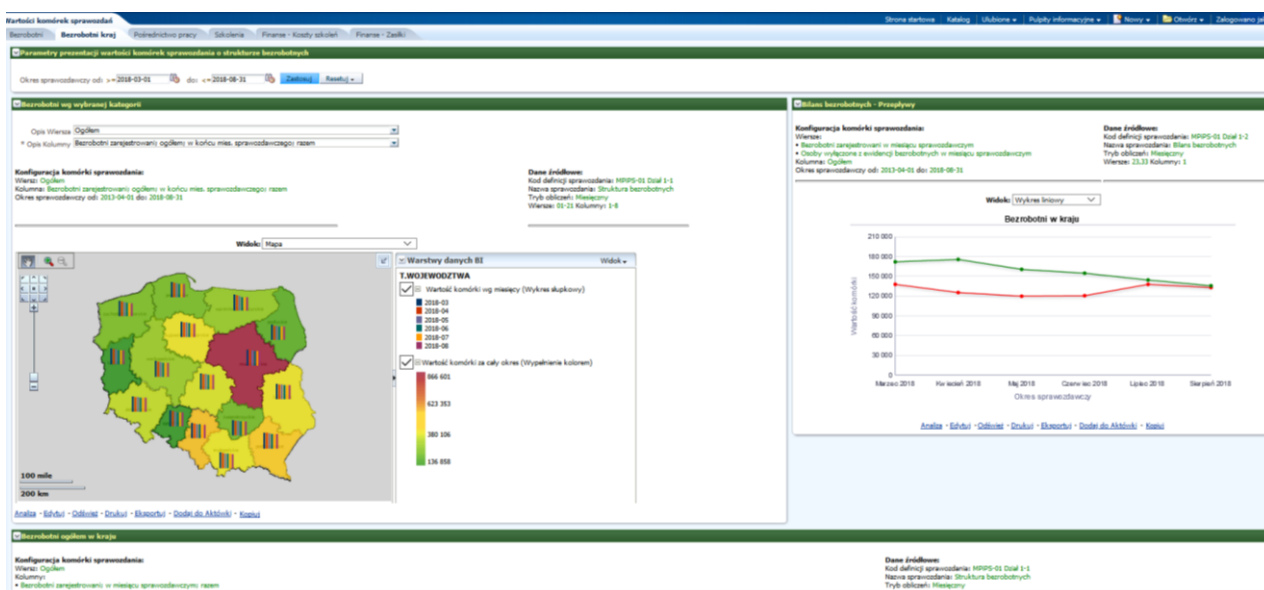 Wartości komórek sprawozdań
Strona startowa Katalog Ulubione Pulpity informacyjne Nowy Otwórz Zalogowano ja
Bezrobotni Bezrobotni kraj Pośrednictwo pracy Szkolenia Finanse - Koszty szkoleń Finanse - Zasiłki
Parametry prezentacji wartości komórek sprawozdania o strukturze bezrobotnych
Okres sprawozdawczy od: >=2018-03-01 do: <=2018-08-31 Zastosuj Resetuj
Bezrobotni wg wybranej kategorii
Opis Wiersza Ogółem
* Opis Kolumny Bezrobotni zarejestrowani; ogółem; w końcu mies. sprawozdawczego; razem
Konfiguracja komórki sprawozdania:
Wiersz: Ogółem
Kolumna: Bezrobotni zarejestrowani; ogółem; w końcu mies. sprawozdawczego; razem
Okres sprawozdawczy od: 2013-04-01 do: 2018-08-31
Dane źródłowe:
Kod definicji sprawozdania: MPiPS-01 Dział 1-1
Nazwa sprawozdania: Struktura bezrobotnych
Tryb obliczeń: Miesięczny
Wiersze: 01-21 Kolumny: 1-8
Widok: Mapa
100 mile
200 km
Warstwy danych BI Widok
T.WOJEWODZTWA
Wartość komórki wg miesięcy (Wykres słupkowy)
2018-03
2018-04
2018-05
2018-06
2018-07
2018-08
Wartość komórki za cały okres (Wypełnienie kolorem)
866 601
623 353
380 106
136 858
Analiza - Edytuj - Odśwież - Drukuj - Eksportuj - Dodaj do Aktówki - Kopiuj
Bilans bezrobotnych - Przepływy
Konfiguracja komórki sprawozdania:
Wiersze:
• Bezrobotni zarejestrowani w miesiącu sprawozdawczym
• Osoby wyłączone z ewidencji bezrobotnych w miesiącu sprawozdawczym
Kolumna: Ogółem
Okres sprawozdawczy od: 2013-04-01 do: 2018-08-31
Dane źródłowe:
Kod definicji sprawozdania: MPiPS-01 Dział 1-2
Nazwa sprawozdania: Bilans bezrobotnych
Tryb obliczeń: Miesięczny
Wiersze: 23,33 Kolumny: 1
Widok: Wykres liniowy
Bezrobotni w kraju
Wartość komórki
210 000
180 000
150 000
120 000
90 000
60 000
30 000
0
Marzec 2018 Kwiecień 2018 Maj 2018 Czerwiec 2018 Lipiec 2018 Sierpień 2018
Okres sprawozdawczy
Analiza - Edytuj - Odśwież - Drukuj - Eksportuj - Dodaj do Aktówki - Kopiuj
Bezrobotni ogółem w kraju
Konfiguracja komórki sprawozdania:
Wiersz: Ogółem
Kolumny:
• Bezrobotni zarejestrowani; w miesiącu sprawozdawczym; razem
Dane źródłowe:
Kod definicji sprawozdania: MPiPS-01 Dział 1-1
Nazwa sprawozdania: Struktura bezrobotnych
Tryb obliczeń: Miesięczny